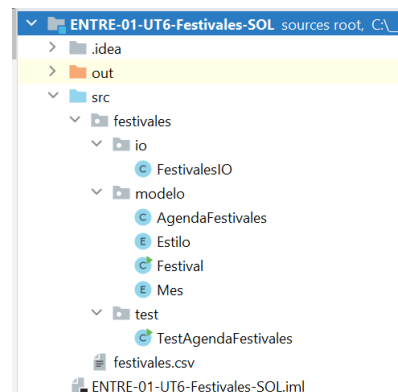 ENTRE-01-UT6-Festivales-SOL sources root, C:\_
.idea
out
src
festivales
io
C FestivalesIO
modelo
C AgendaFestivales
E Estilo
C Festival
E Mes
test
C TestAgendaFestivales
festivales.csv
ENTRE-01-UT6-Festivales-SOL.iml